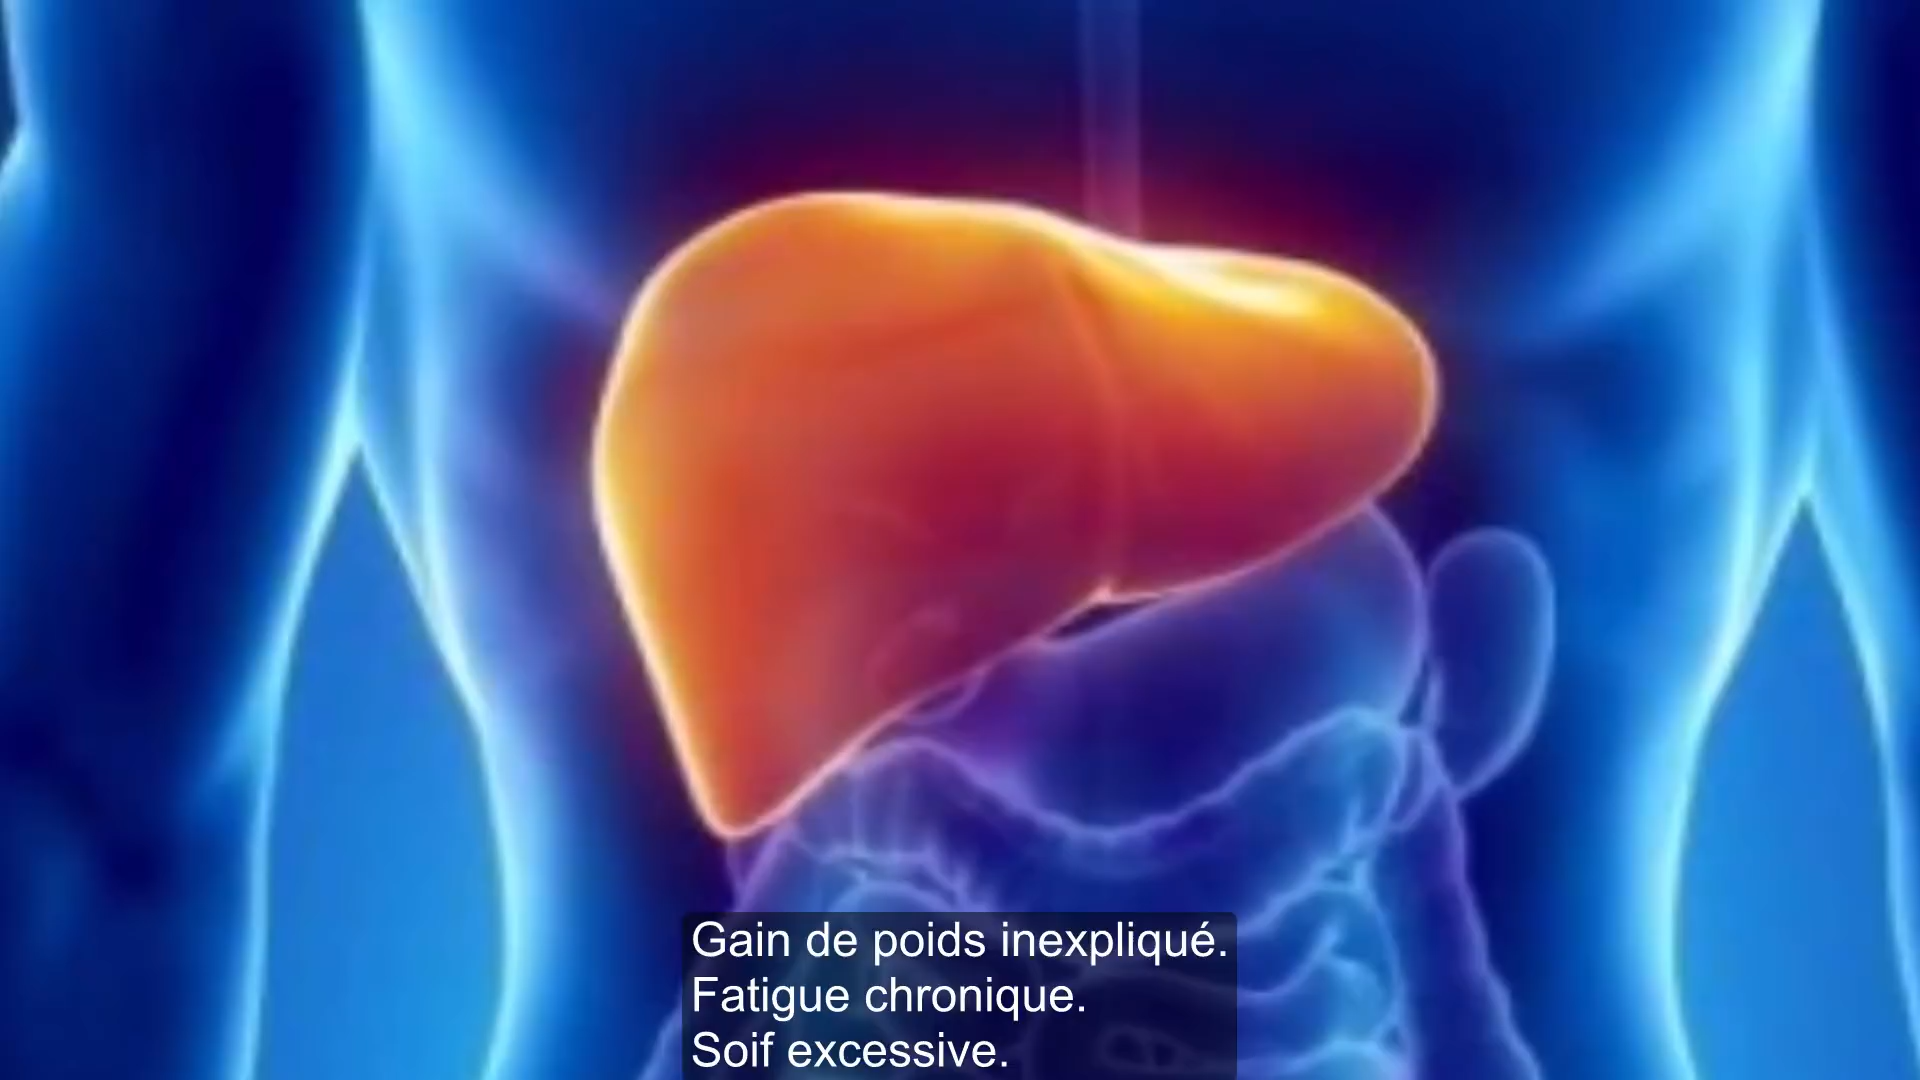 Gain de poids inexpliqué.
Fatigue chronique.
Soif excessive.